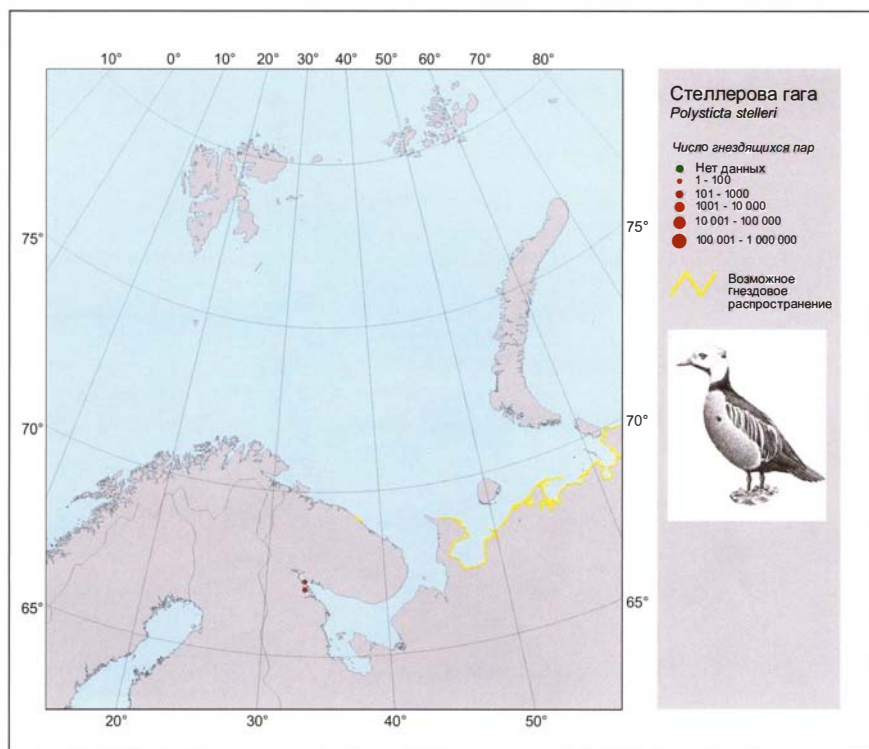 10° 0° 10° 20° 30° 40° 50° 60° 70° 80°
75°
70°
65°
75°
70°
65°
20° 30° 40° 50°
Стеллерова гага
Polysticta stelleri
Число гнездящихся пар
Нет данных
1 - 100
101 - 1000
1001 - 10 000
10 001 - 100 000
100 001 - 1 000 000
Возможное
гнездовое
распространение